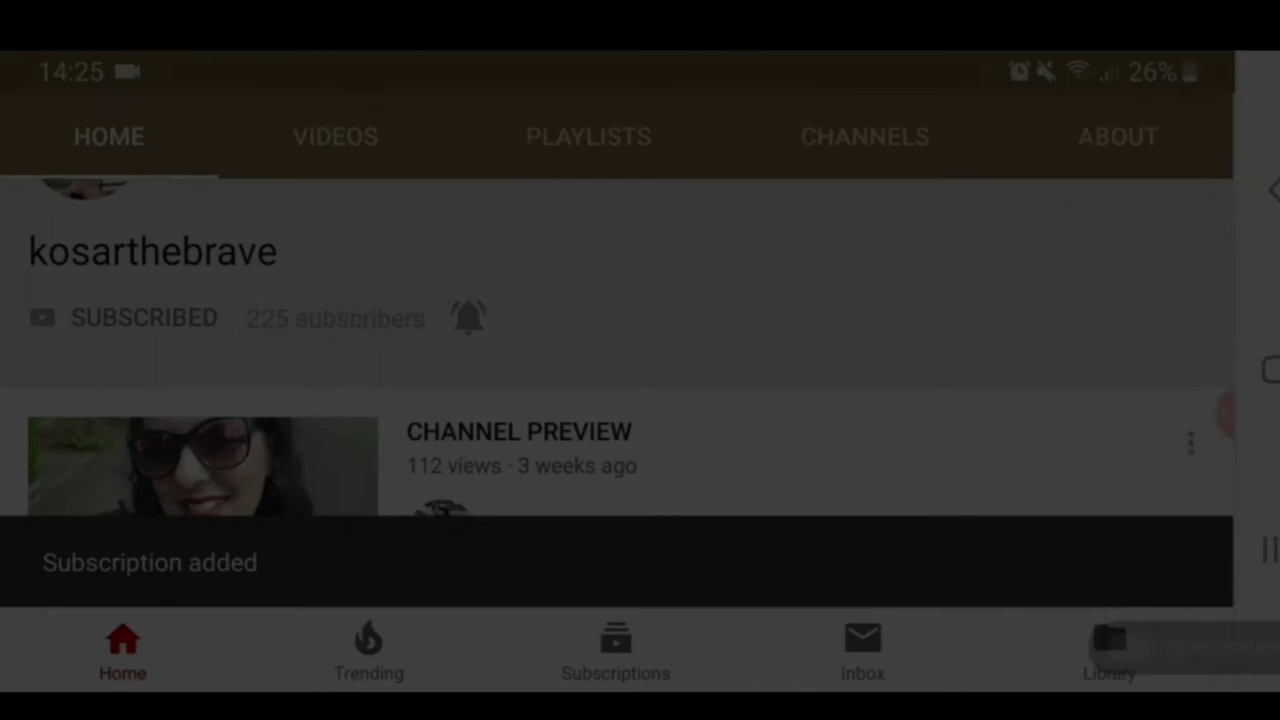 14:25 26%
HOME VIDEOS PLAYLISTS CHANNELS ABOUT
kosarthebrave
SUBSCRIBED 225 subscribers
CHANNEL PREVIEW
112 views · 3 weeks ago
Subscription added
Home Trending Subscriptions Inbox Library